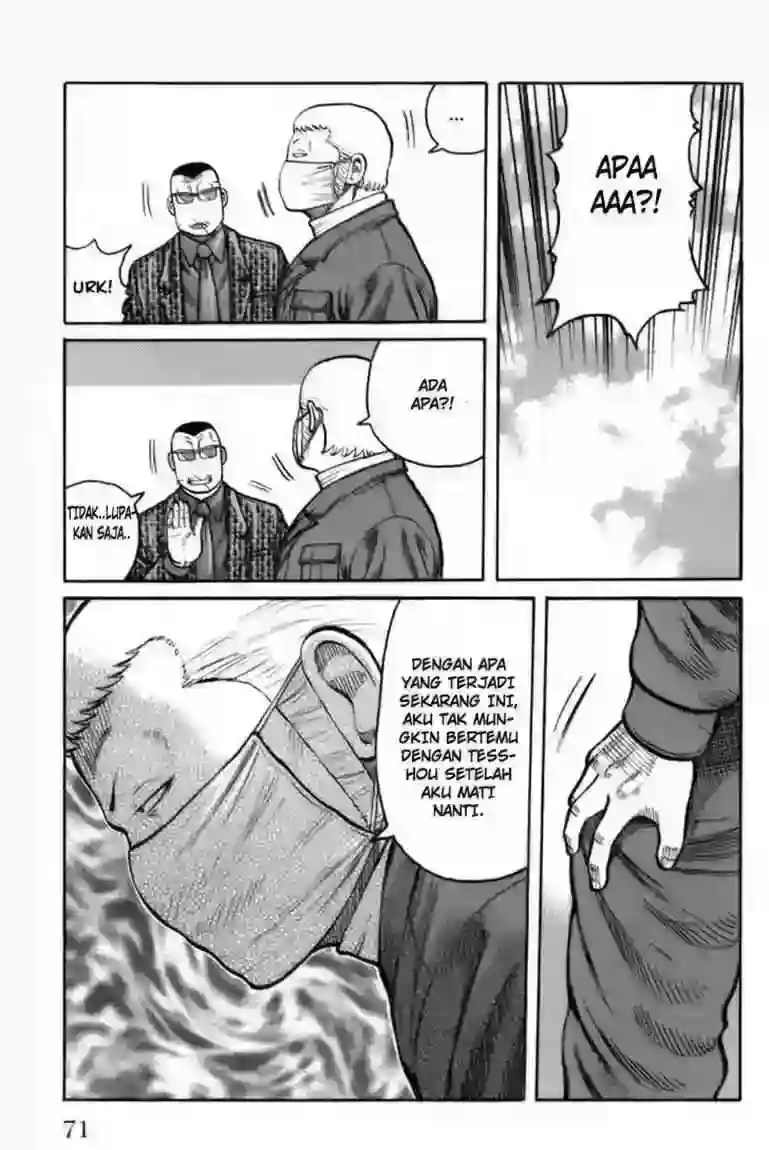 APAA
AAA?!
...
URK!
ADA
APA?!
TIDAK..LUPA-
KAN SAJA..
DENGAN APA
YANG TERJADI
SEKARANG INI,
AKU TAK MUN-
GKIN BERTEMU
DENGAN TESS-
HOU SETELAH
AKU MATI
NANTI.
71